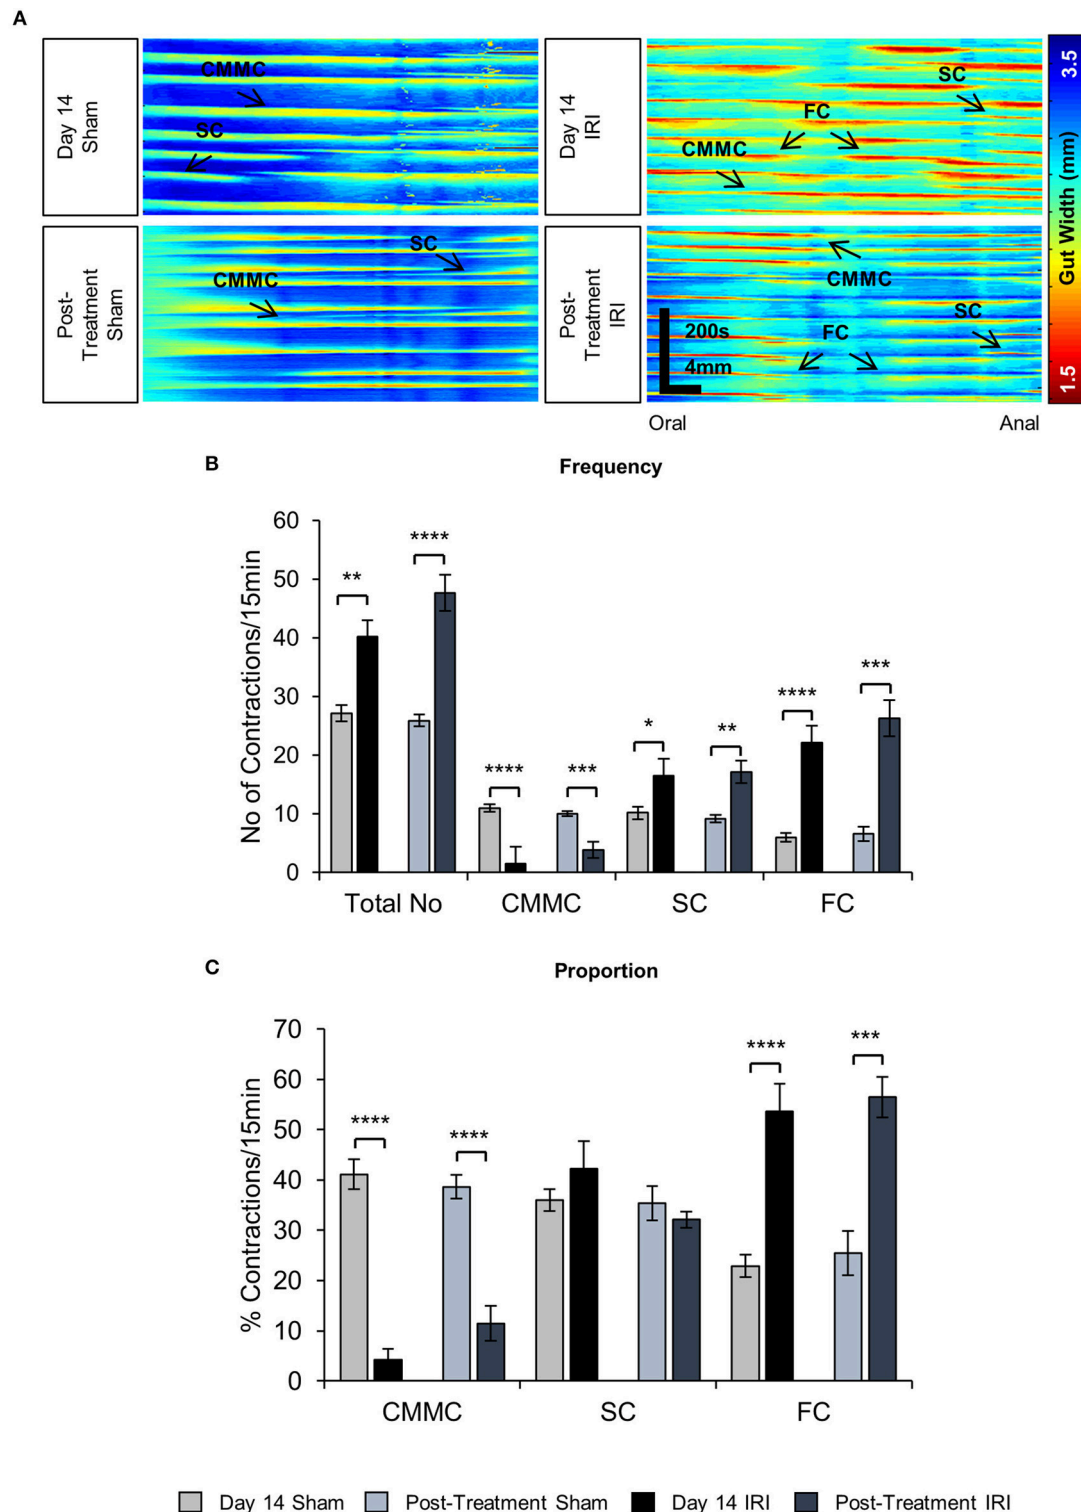 A
Day 14
Sham
CMMC
SC
Day 14
IRI
SC
FC
CMMC
Post-
Treatment
Sham
SC
CMMC
Post-
Treatment
IRI
CMMC
SC
FC
200s
4mm
3.5
Gut Width (mm)
1.5
Oral
Anal
B
Frequency
No of Contractions/15min
60
50
40
30
20
10
0
**
****
****
***
*
**
****
***
Total No
CMMC
SC
FC
C
Proportion
% Contractions/15min
70
60
50
40
30
20
10
0
****
****
****
***
CMMC
SC
FC
Day 14 Sham
Post-Treatment Sham
Day 14 IRI
Post-Treatment IRI